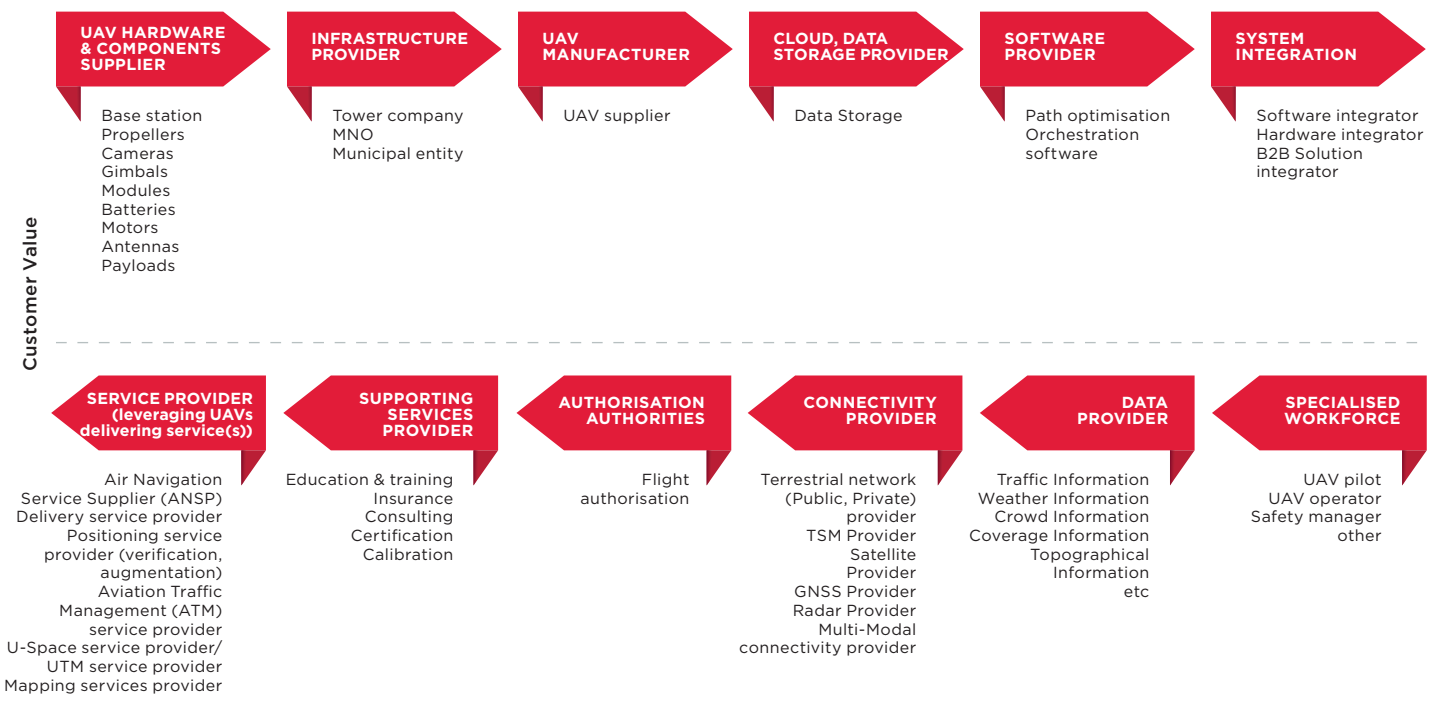 Customer Value
UAV HARDWARE
& COMPONENTS
SUPPLIER
Base station
Propellers
Cameras
Gimbals
Modules
Batteries
Motors
Antennas
Payloads
INFRASTRUCTURE
PROVIDER
Tower company
MNO
Municipal entity
UAV
MANUFACTURER
UAV supplier
CLOUD, DATA
STORAGE PROVIDER
Data Storage
SOFTWARE
PROVIDER
Path optimisation
Orchestration
software
SYSTEM
INTEGRATION
Software integrator
Hardware integrator
B2B Solution
integrator
SERVICE PROVIDER
(leveraging UAVs
delivering service(s))
Air Navigation
Service Supplier (ANSP)
Delivery service provider
Positioning service
provider (verification,
augmentation)
Aviation Traffic
Management (ATM)
service provider
U-Space service provider/
UTM service provider
Mapping services provider
SUPPORTING
SERVICES
PROVIDER
Education & training
Insurance
Consulting
Certification
Calibration
AUTHORISATION
AUTHORITIES
Flight
authorisation
CONNECTIVITY
PROVIDER
Terrestrial network
(Public, Private)
provider
TSM Provider
Satellite
Provider
GNSS Provider
Radar Provider
Multi-Modal
connectivity provider
DATA
PROVIDER
Traffic Information
Weather Information
Crowd Information
Coverage Information
Topographical
Information
etc
SPECIALISED
WORKFORCE
UAV pilot
UAV operator
Safety manager
other